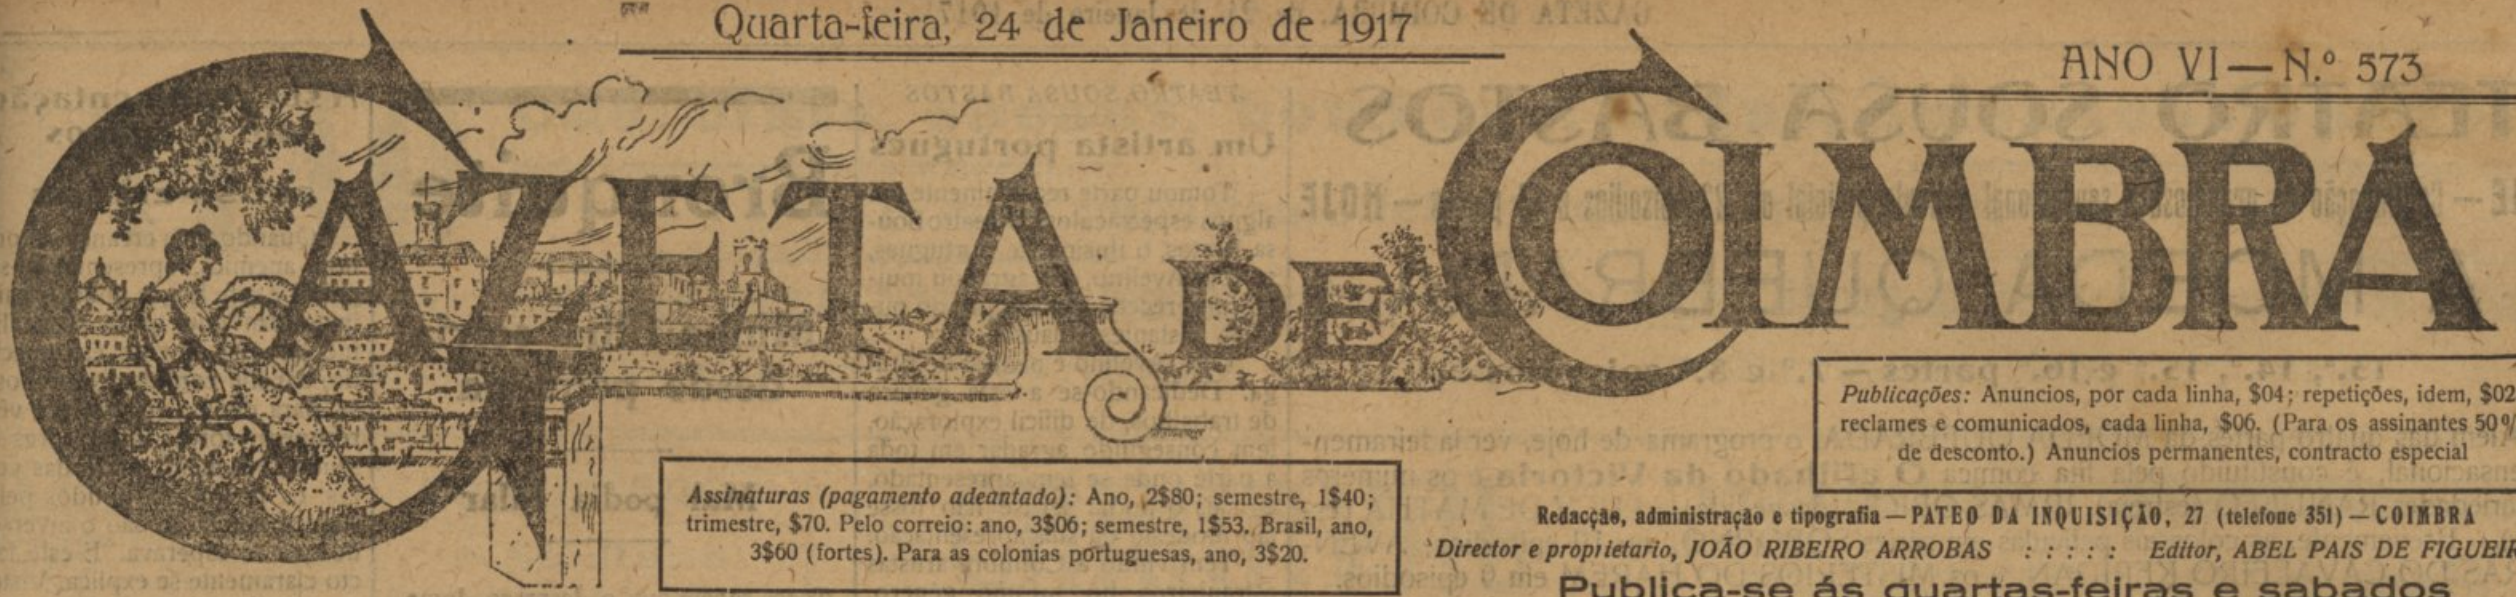 Quarta-feira, 24 de Janeiro de 1917
ANO VI — N.º 573
GAZETA DE COIMBRA
Publicações: Anuncios, por cada linha, $04; repetições, idem, $02
reclames e comunicados, cada linha, $06. (Para os assinantes 50%
de desconto.) Anuncios permanentes, contracto especial
Assinaturas (pagamento adeantado): Ano, 2$80; semestre, 1$40;
trimestre, $70. Pelo correio: ano, 3$06; semestre, 1$53. Brasil, ano,
3$60 (fortes). Para as colonias portuguesas, ano, 3$20.
Redacção, administração e tipografia — PATEO DA INQUISIÇÃO, 27 (telefone 351) — COIMBRA
Director e proprietario, JOÃO RIBEIRO ARROBAS : : : : : Editor, ABEL PAIS DE FIGUEIR
Publica-se ás quartas-feiras e sabados